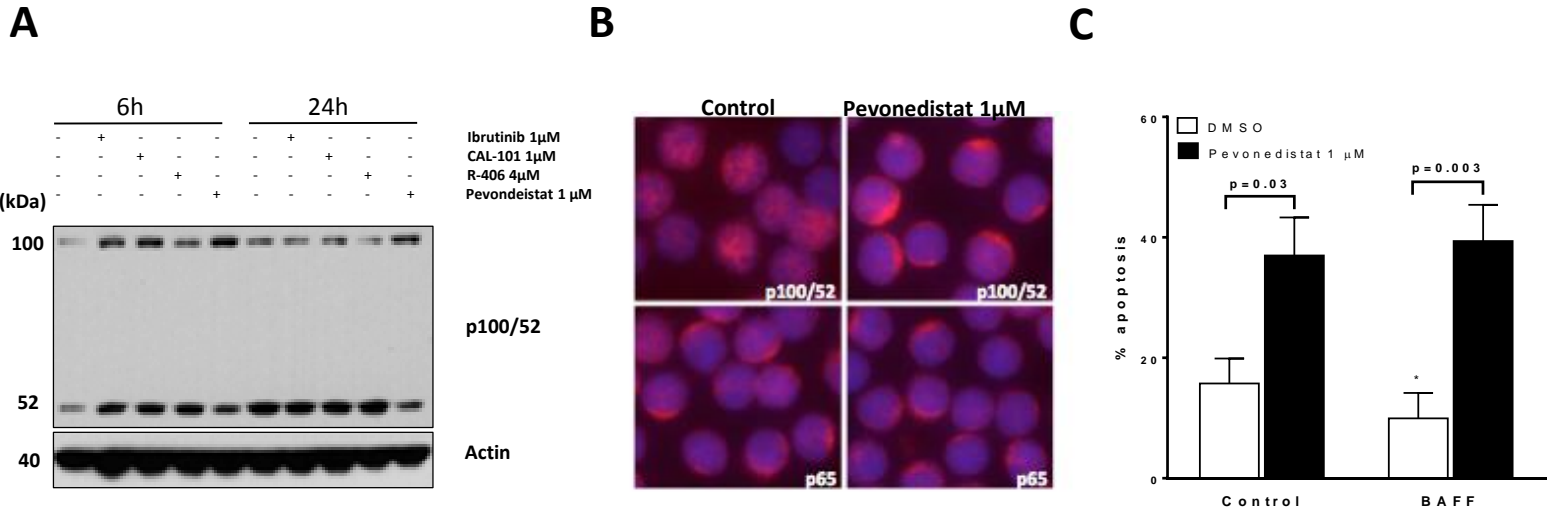 A
6h 24h
- + - - - - + - - - Ibrutinib 1µM
- - + - - - - + - - CAL-101 1µM
- - - + - - - - + - R-406 4µM
- - - - + - - - - + Pevondeistat 1 µM
(kDa)
100
p100/52
52
40
Actin
B
Control Pevonedistat 1µM
p100/52 p100/52
p65 p65
C
60
DMSO
Pevonedistat 1 µM
p=0.003
p=0.03
40
% apoptosis
20
*
0
Control BAFF